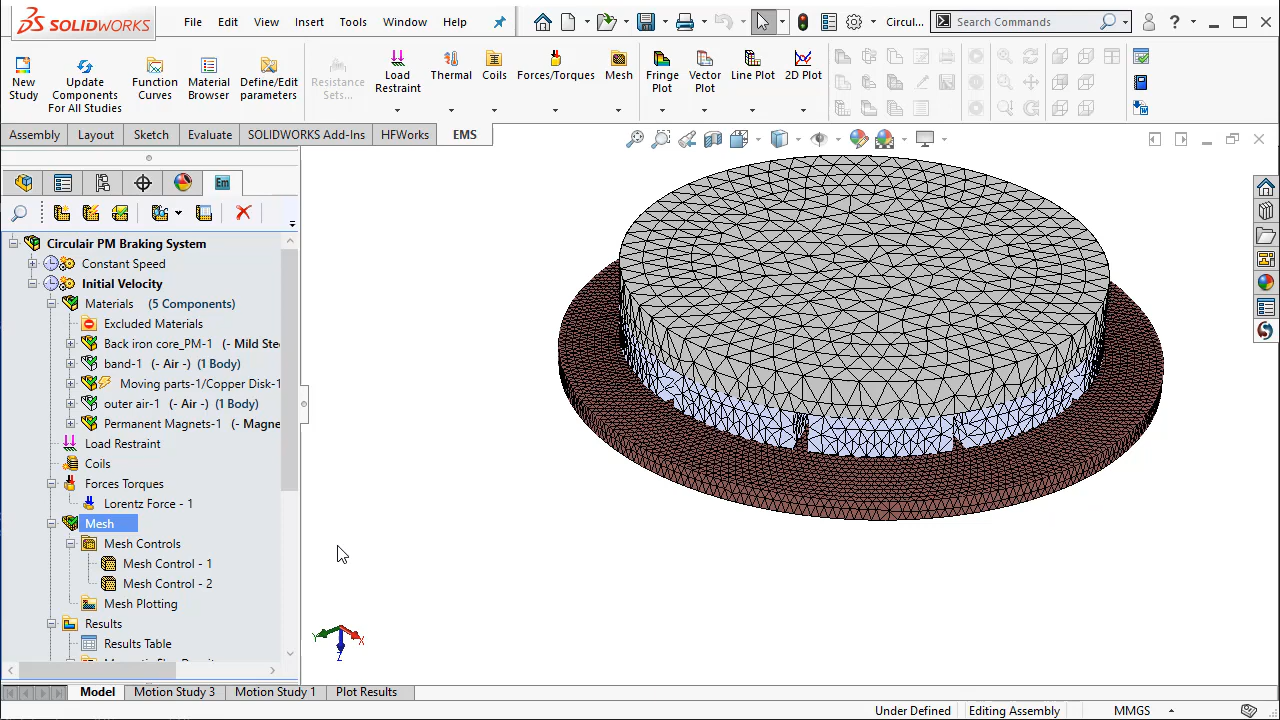 SOLIDWORKS
File Edit View Insert Tools Window Help
Circul...
Search Commands
New Study
Update Components For All Studies
Function Curves
Material Browser
Define/Edit parameters
Resistance Sets...
Load Restraint
Thermal
Coils
Forces/Torques
Mesh
Fringe Plot
Vector Plot
Line Plot
2D Plot
Assembly Layout Sketch Evaluate SOLIDWORKS Add-Ins HFWorks EMS
Em
Circulair PM Braking System
Constant Speed
Initial Velocity
Materials (5 Components)
Excluded Materials
Back iron core_PM-1 (- Mild Ste
band-1 (- Air -) (1 Body)
Moving parts-1/Copper Disk-1
outer air-1 (- Air -) (1 Body)
Permanent Magnets-1 (- Magne
Load Restraint
Coils
Forces Torques
Lorentz Force - 1
Mesh
Mesh Controls
Mesh Control - 1
Mesh Control - 2
Mesh Plotting
Results
Results Table
Y X
Z
Model Motion Study 3 Motion Study 1 Plot Results
Under Defined Editing Assembly MMGS